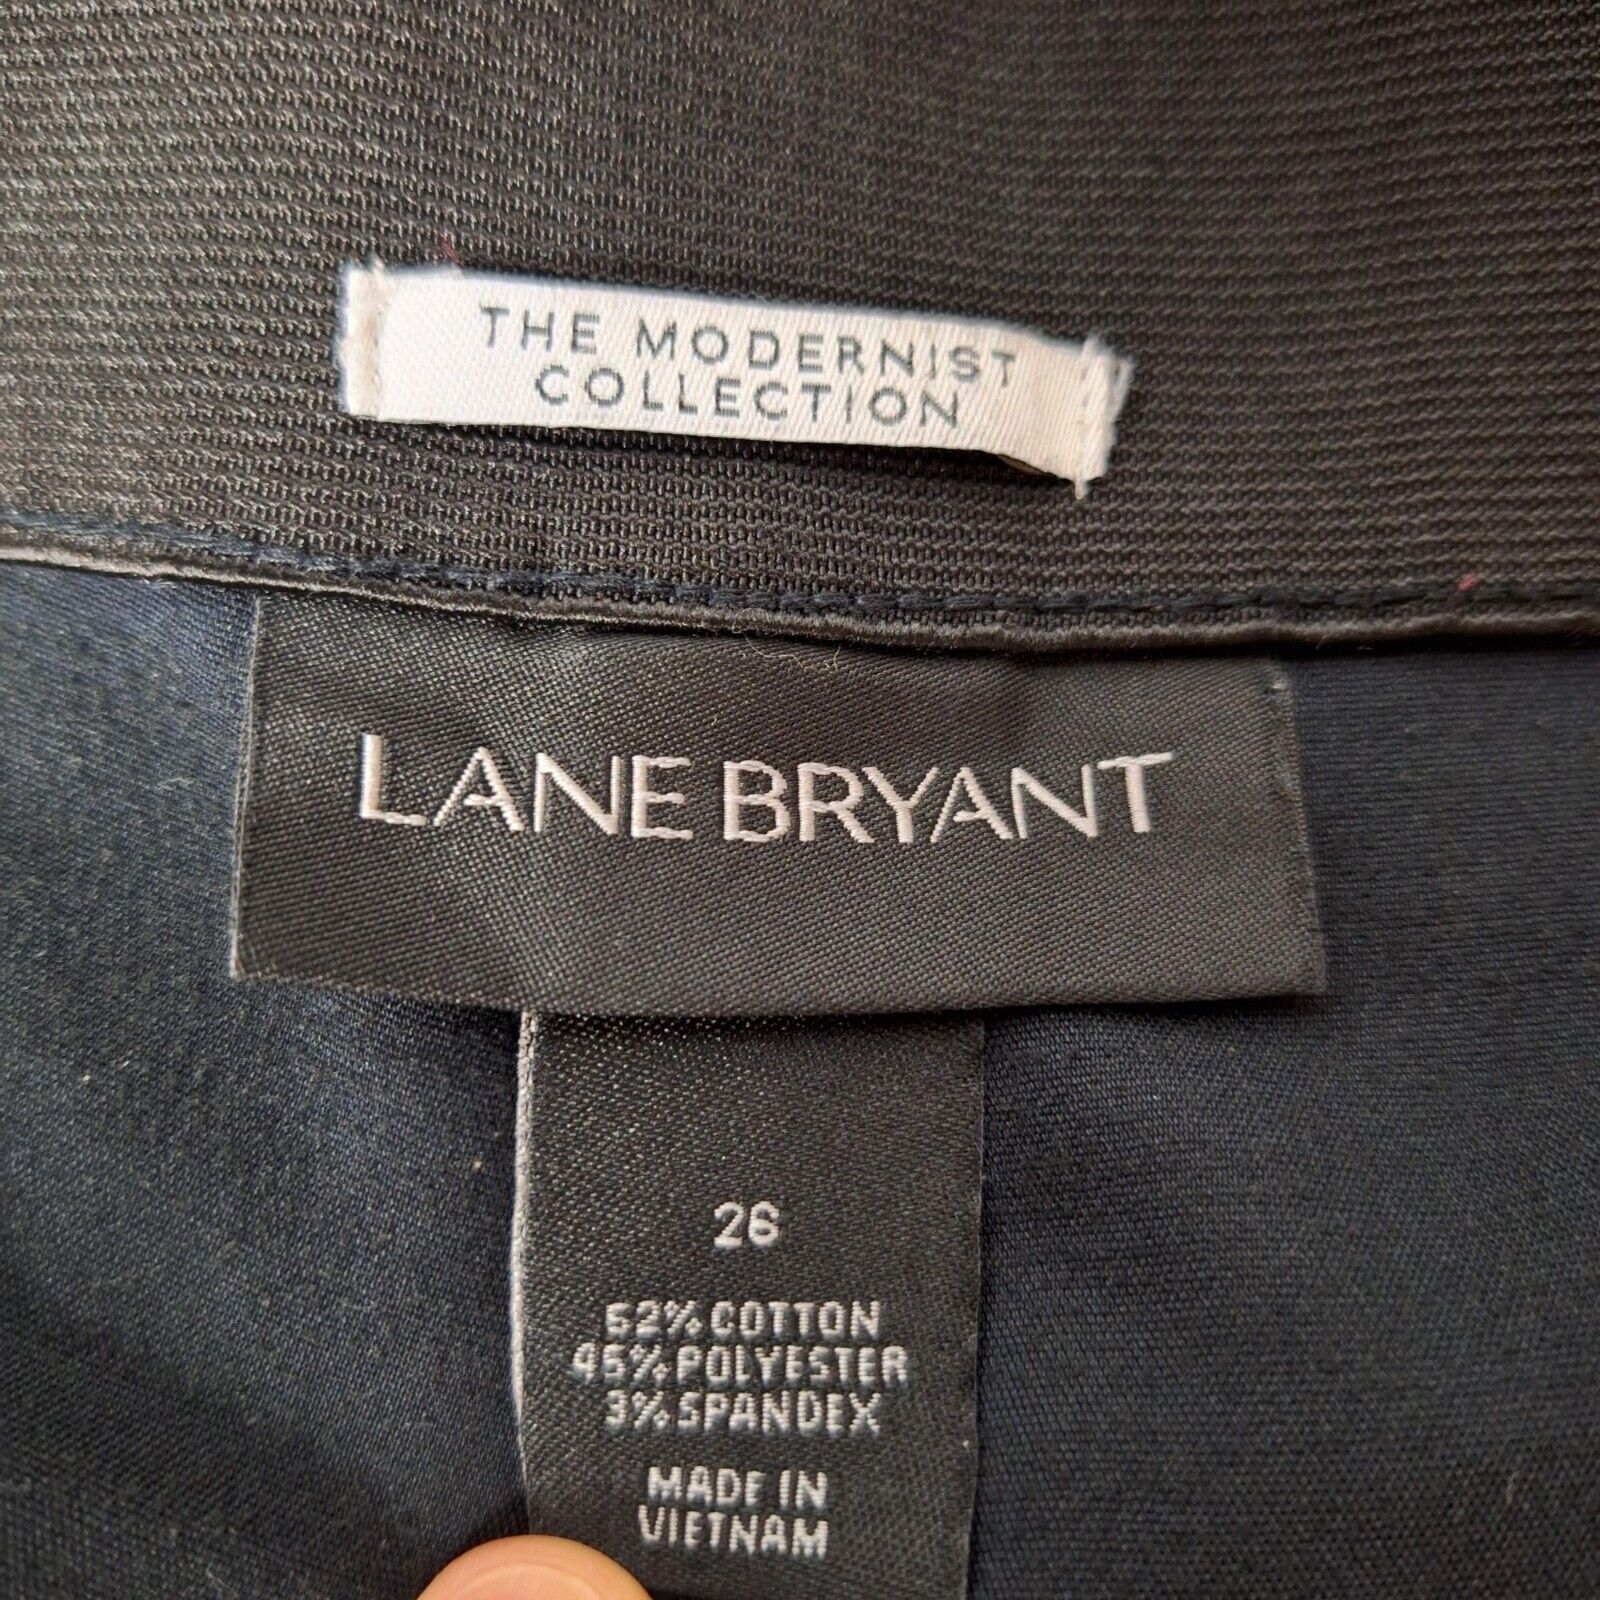 THE MODERNIST
COLLECTION
LANE BRYANT
26
52% COTTON
45% POLYESTER
3% SPANDEX
MADE IN
VIETNAM